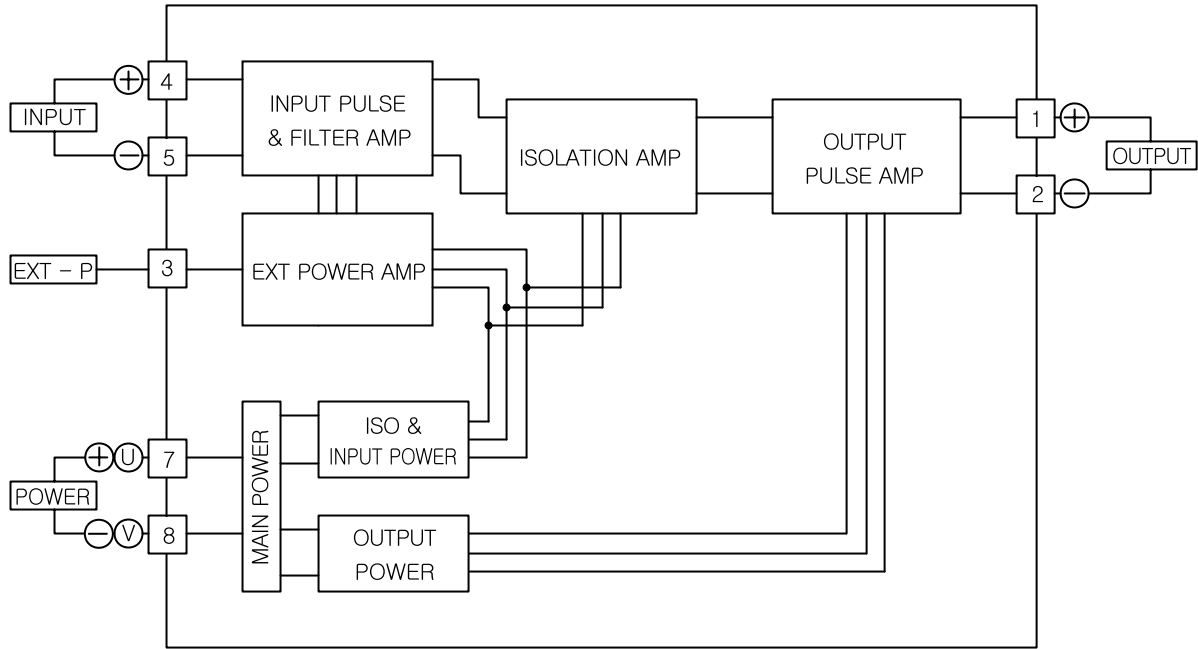 INPUT
+
4
−
5
INPUT PULSE
& FILTER AMP
ISOLATION AMP
OUTPUT
PULSE AMP
1
+
2
−
OUTPUT
EXT − P
3
EXT POWER AMP
POWER
+
U
7
−
V
8
MAIN POWER
ISO &
INPUT POWER
OUTPUT
POWER